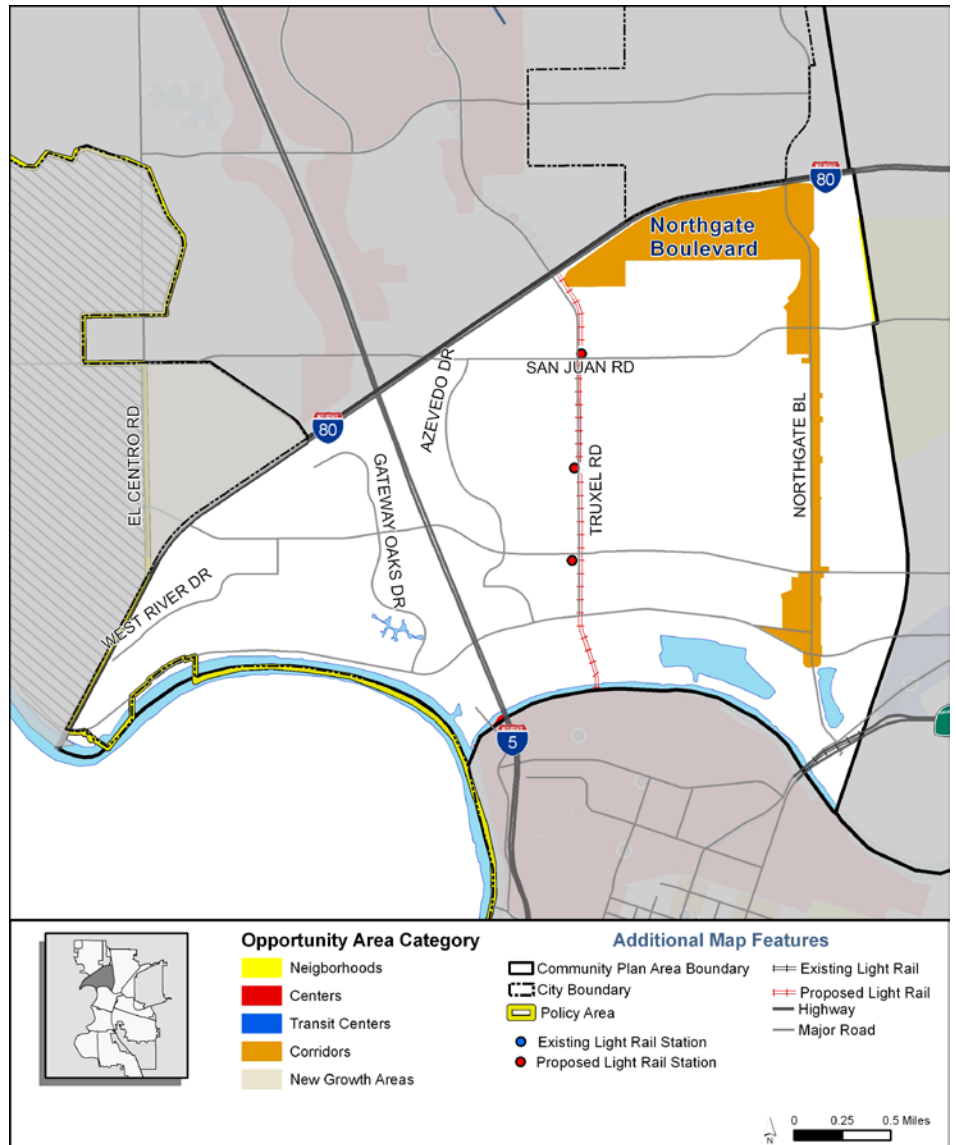 80
Northgate
Boulevard
AZEVEDO DR
SAN JUAN RD
EL CENTRO RD
80
GATEWAY OAKS DR
TRUXEL RD
NORTHGATE BL
WEST RIVER DR
5
Opportunity Area Category
Neigborhoods
Centers
Transit Centers
Corridors
New Growth Areas
Additional Map Features
Community Plan Area Boundary
City Boundary
Policy Area
Existing Light Rail Station
Proposed Light Rail Station
Existing Light Rail
Proposed Light Rail
Highway
Major Road
N
0 0.25 0.5 Miles